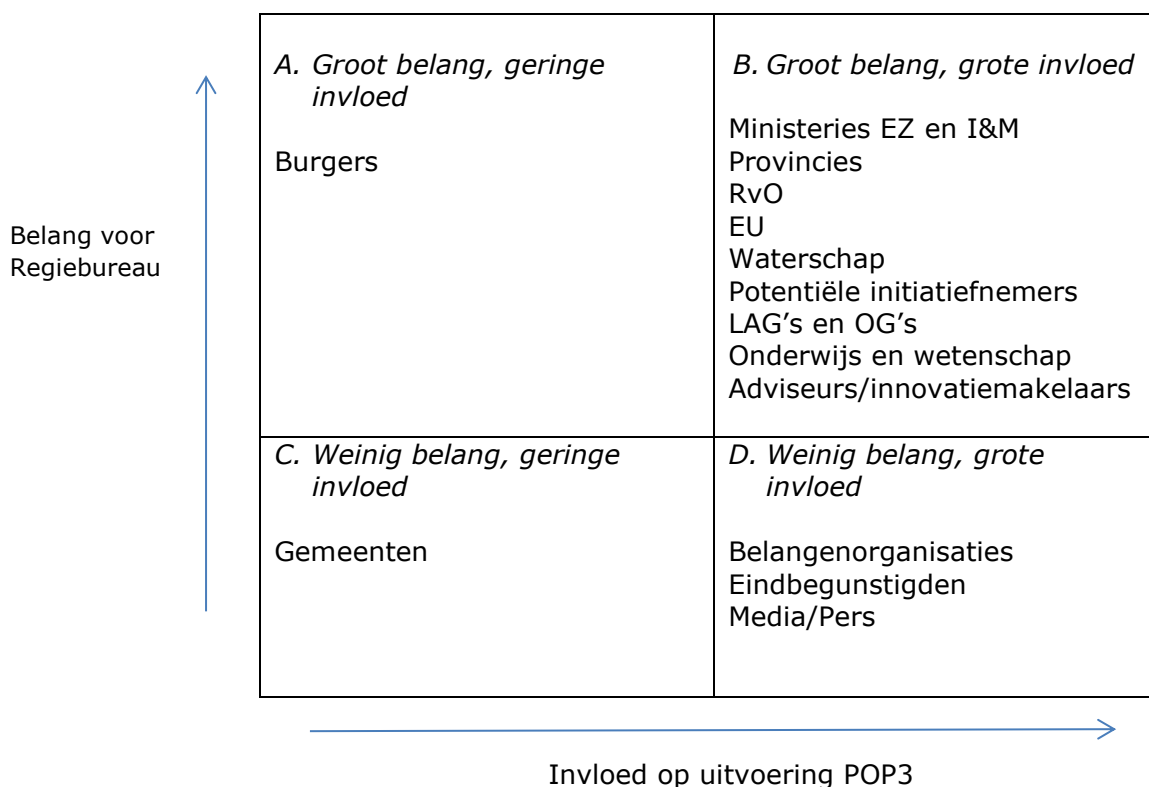 A. Groot belang, geringe
invloed
Burgers
B. Groot belang, grote invloed
Ministeries EZ en I&M
Provincies
RvO
EU
Waterschap
Potentiële initiatiefnemers
LAG’s en OG’s
Onderwijs en wetenschap
Adviseurs/innovatiemakelaars
Belang voor
Regiebureau
C. Weinig belang, geringe
invloed
Gemeenten
D. Weinig belang, grote
invloed
Belangenorganisaties
Eindbegunstigden
Media/Pers
Invloed op uitvoering POP3